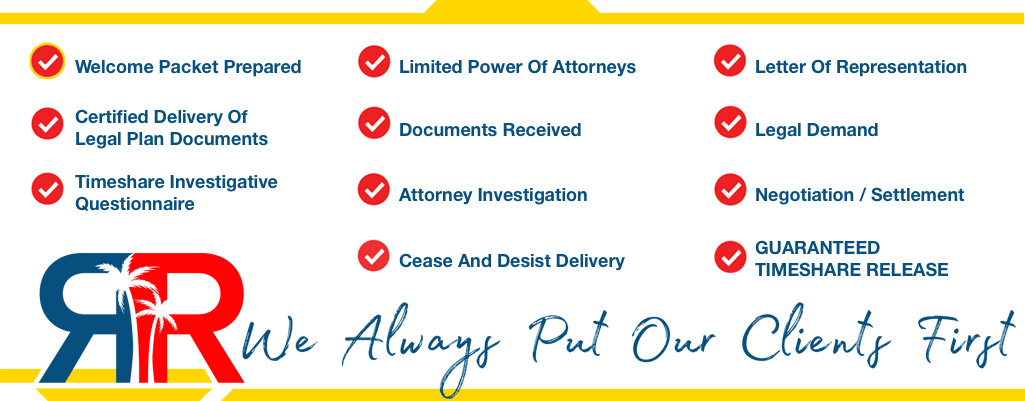 Welcome Packet Prepared
Certified Delivery Of
Legal Plan Documents
Timeshare Investigative
Questionnaire
Limited Power Of Attorneys
Documents Received
Attorney Investigation
Cease And Desist Delivery
Letter Of Representation
Legal Demand
Negotiation / Settlement
GUARANTEED
TIMESHARE RELEASE
RR
We Always Put Our Clients First